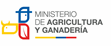 MINISTERIO
DE AGRICULTURA
Y GANADERÍA